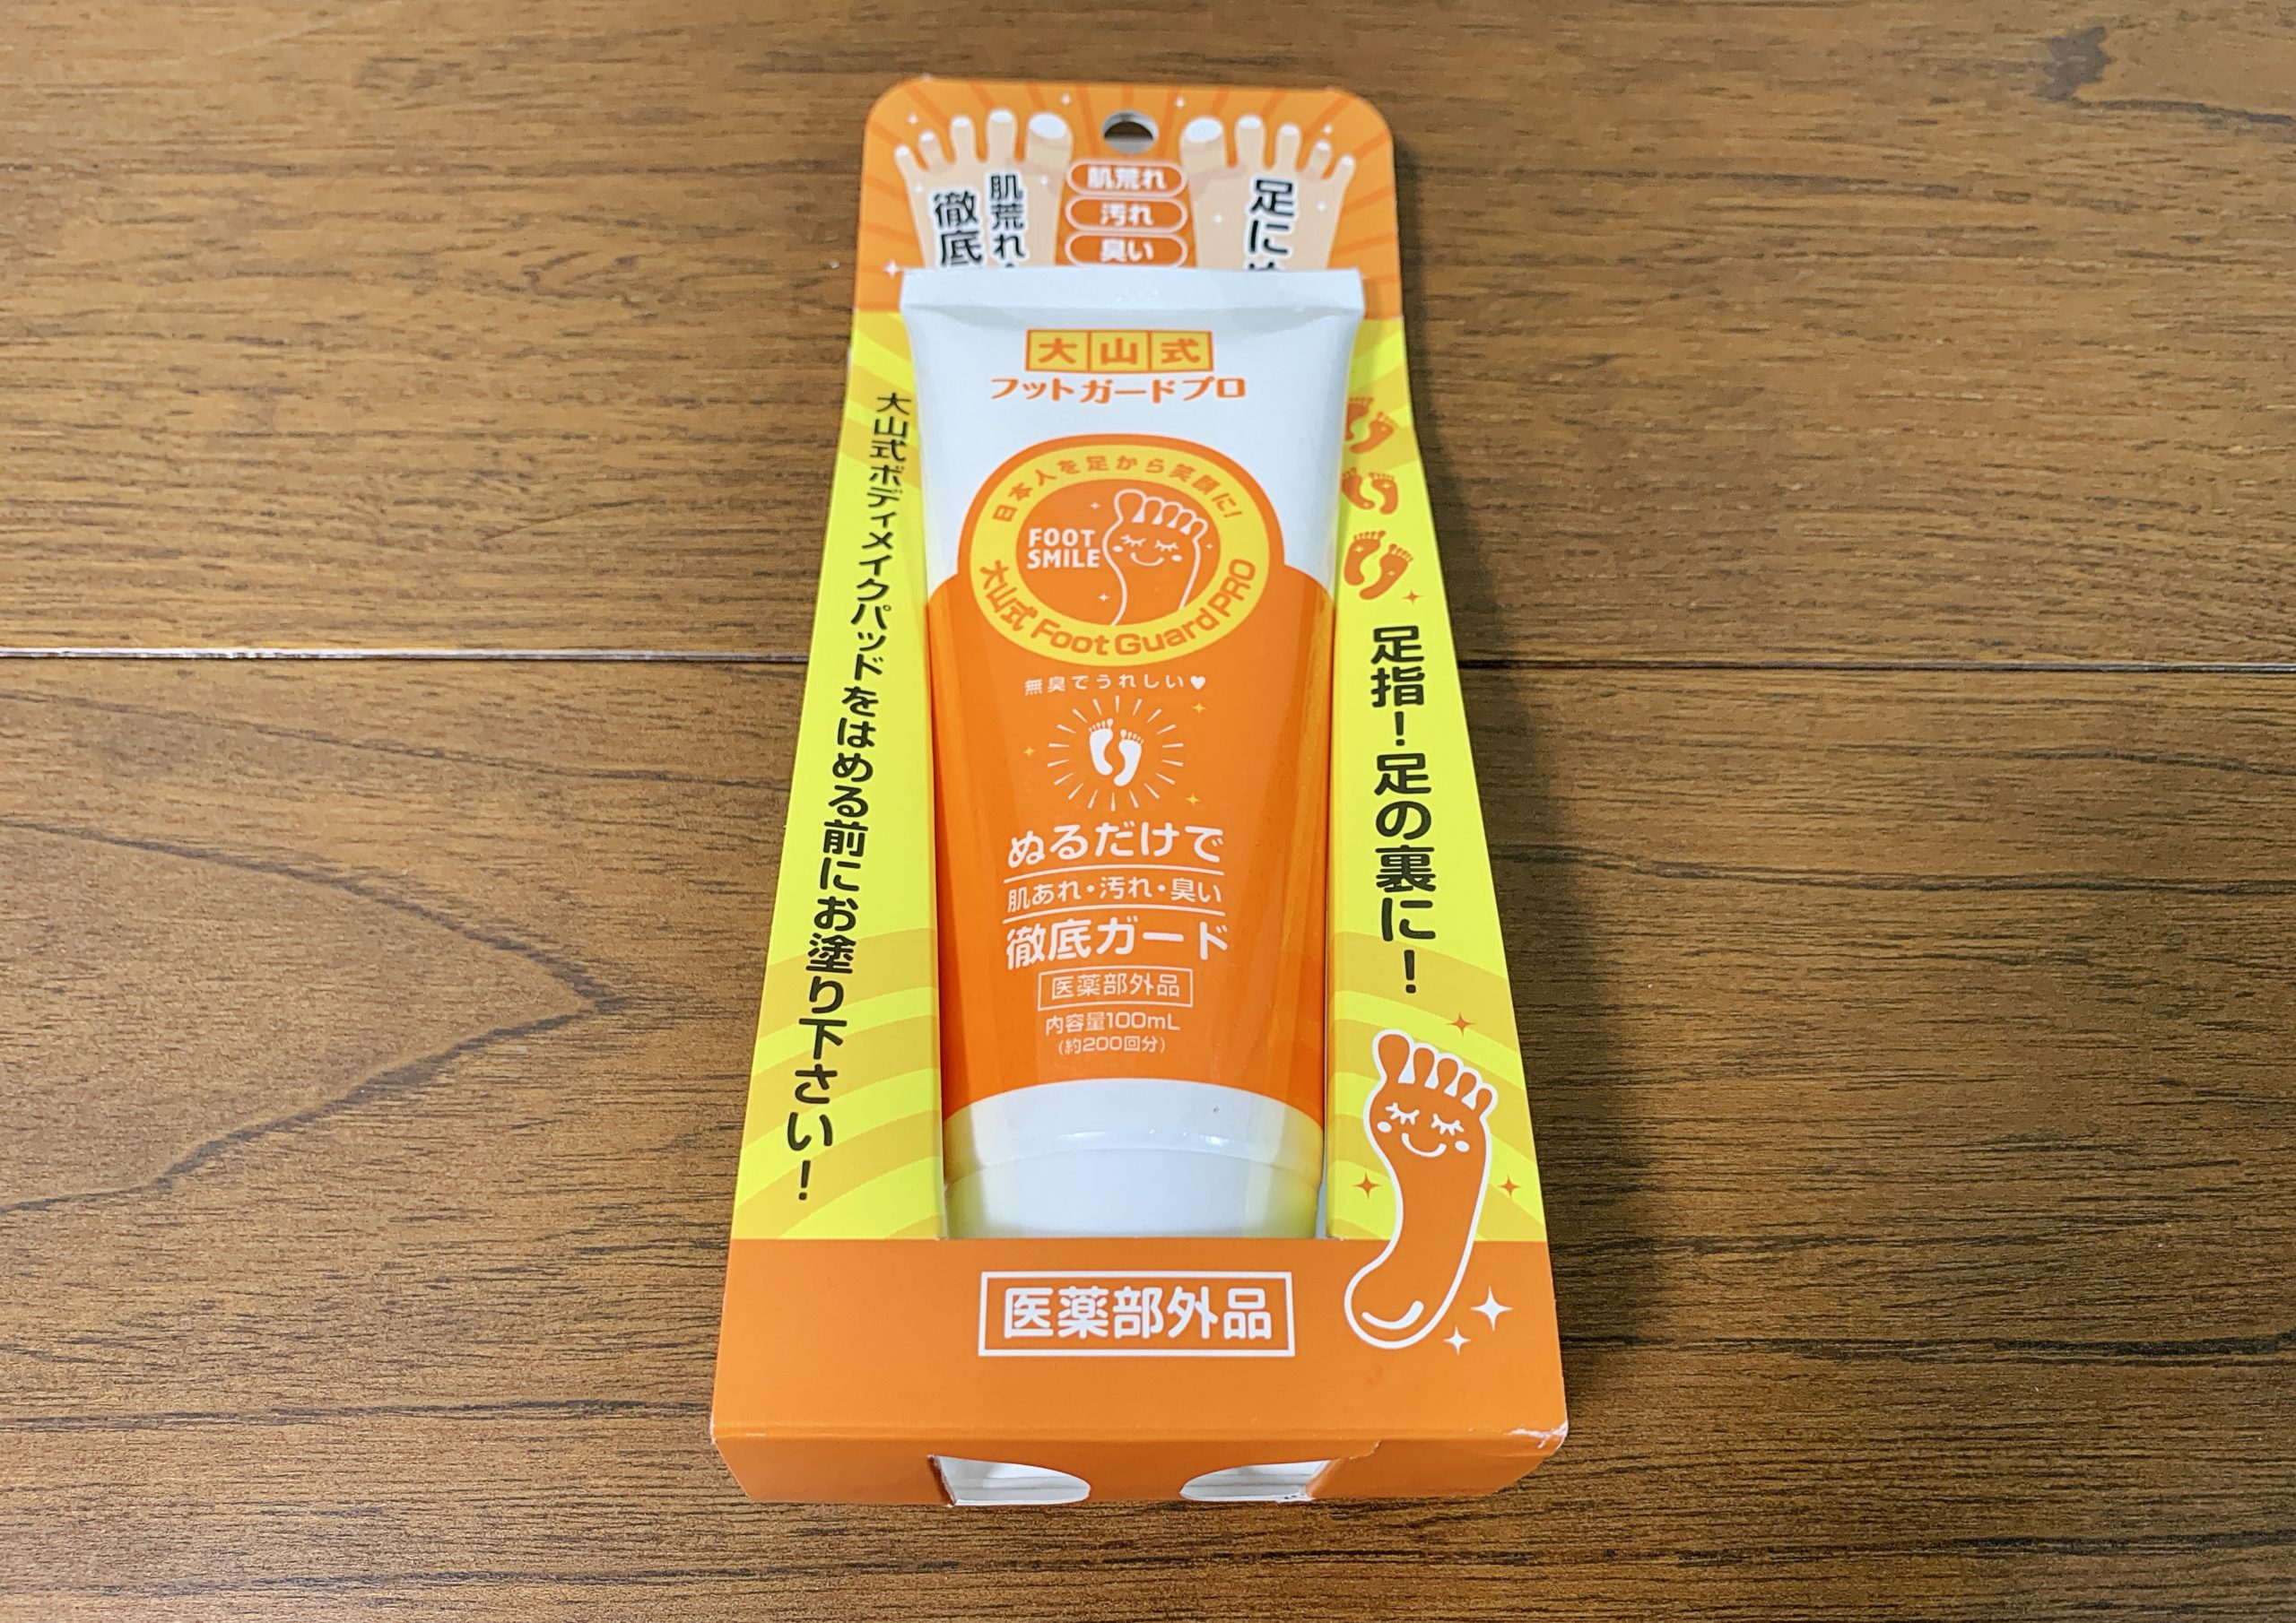 肌荒れ
徹底
肌荒れ
汚れ
臭い
足に
大山式
フットガードプロ
日本人を足から笑顔に!
FOOT
SMILE
大山式 Foot Guard PRO
無臭でうれしい♥
ぬるだけで
肌あれ・汚れ・臭い
徹底ガード
医薬部外品
内容量100mL
(約200回分)
大山式ボディメイクパッドをはめる前にお塗り下さい!
足指!足の裏に!
医薬部外品